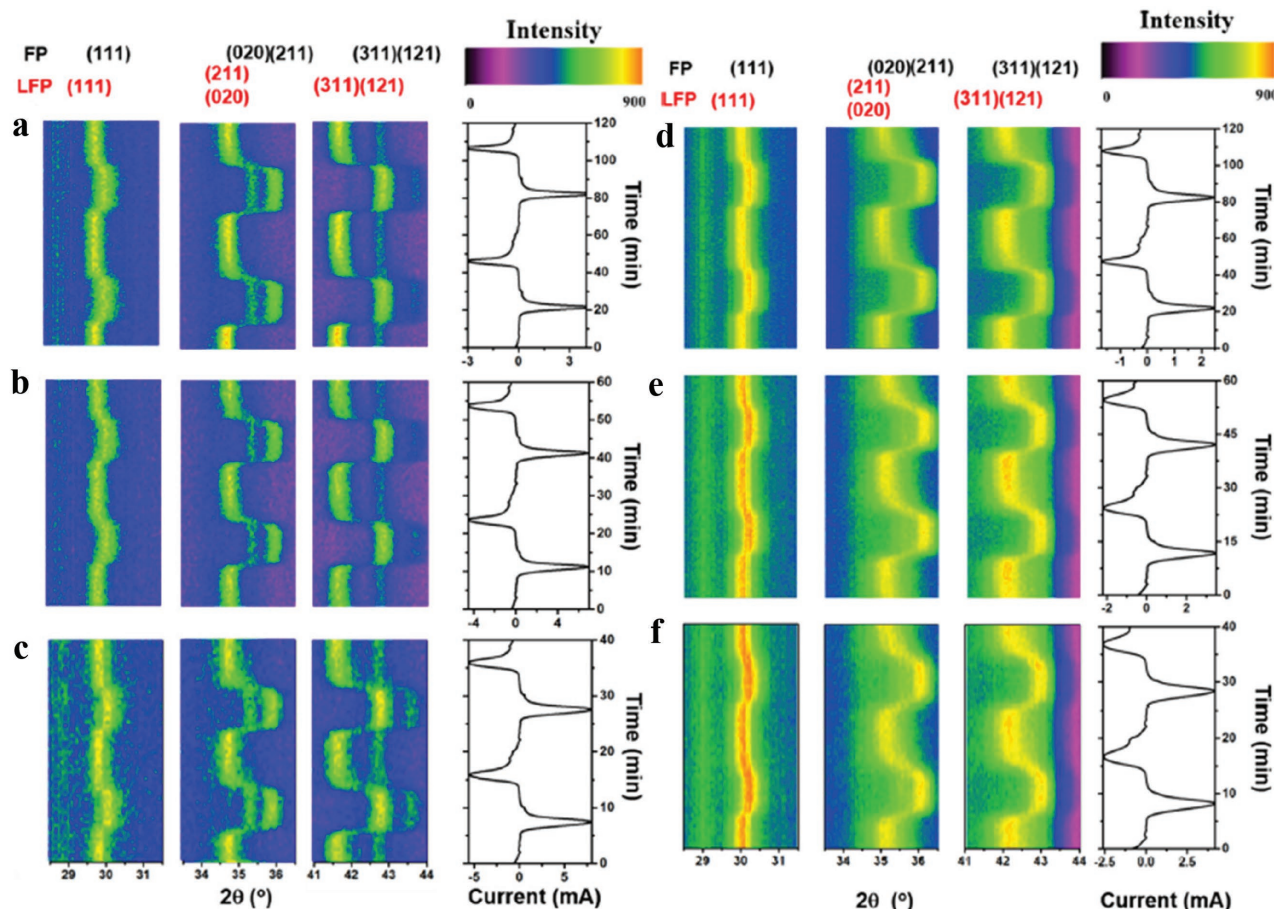 Intensity
FP (111) (020)(211) (311)(121)
LFP (111) (211) (311)(121)
(020)
0 900
a
120
100
80
60
40
20
0
Time (min)
-3 0 3
b
60
50
40
30
20
10
0
Time (min)
-4 0 4
c
40
30
20
10
0
Time (min)
29 30 31 34 35 36 41 42 43 44 -5 0 5
2θ (°) Current (mA)
Intensity
FP (111) (020)(211) (311)(121)
LFP (111) (211) (311)(121)
(020)
0 900
d
120
100
80
60
40
20
0
Time (min)
-1 0 1 2
e
60
45
30
15
0
Time (min)
-2 0 2
f
40
30
20
10
0
Time (min)
29 30 31 34 35 36 41 42 43 44 -2.5 0.0 2.5
2θ (°) Current (mA)